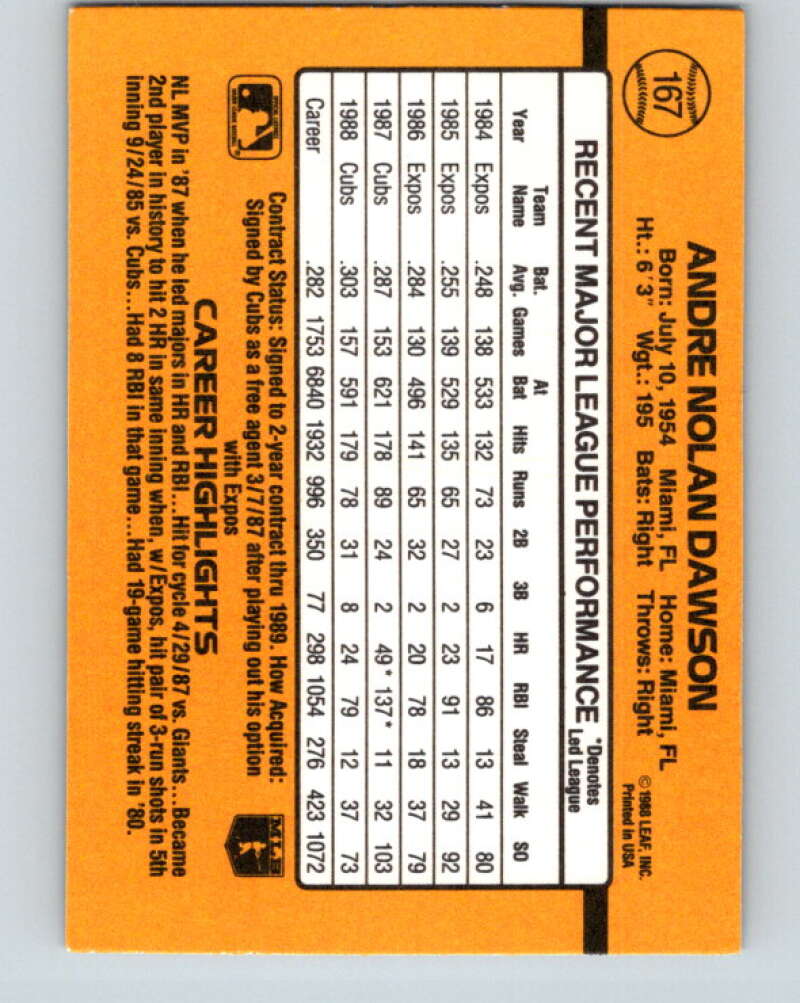 167
ANDRE NOLAN DAWSON
Born: July 10, 1954 Miami, FL Home: Miami, FL
Ht.: 6'3" Wgt.: 195 Bats: Right Throws: Right
© 1988 LEAF, INC.
Printed in USA
RECENT MAJOR LEAGUE PERFORMANCE *Denotes Led League
Year Team Name Bat. Avg. Games At Bat Hits Runs 2B 3B HR RBI Steal Walk SO
1984 Expos .248 138 533 132 73 23 6 17 86 13 41 80
1985 Expos .255 139 529 135 65 27 2 23 91 13 29 92
1986 Expos .284 130 496 141 65 32 2 20 78 18 37 79
1987 Cubs .287 153 621 178 89 24 2 49* 137* 11 32 103
1988 Cubs .303 157 591 179 78 31 8 24 79 12 37 73
Career .282 1753 6840 1932 996 350 77 298 1054 276 423 1072
Contract Status: Signed to 2-year contract thru 1989. How Acquired:
Signed by Cubs as a free agent 3/7/87 after playing out his option
with Expos
MLB
CAREER HIGHLIGHTS
NL MVP in '87 when he led majors in HR and RBI...Hit for cycle 4/29/87 vs. Giants...Became
2nd player in history to hit 2 HR in same inning when, w/Expos, hit pair of 3-run shots in 5th
inning 9/24/85 vs. Cubs...Had 8 RBI in that game...Had 19-game hitting streak in '80.